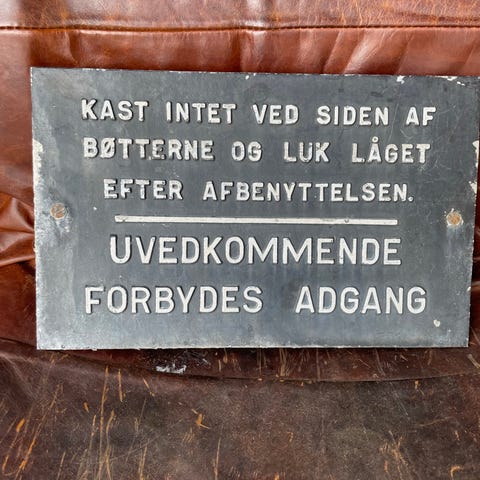 KAST INTET VED SIDEN AF
BØTTERNE OG LUK LÅGET
EFTER AFBENYTTELSEN.
UVEDKOMMENDE
FORBYDES ADGANG